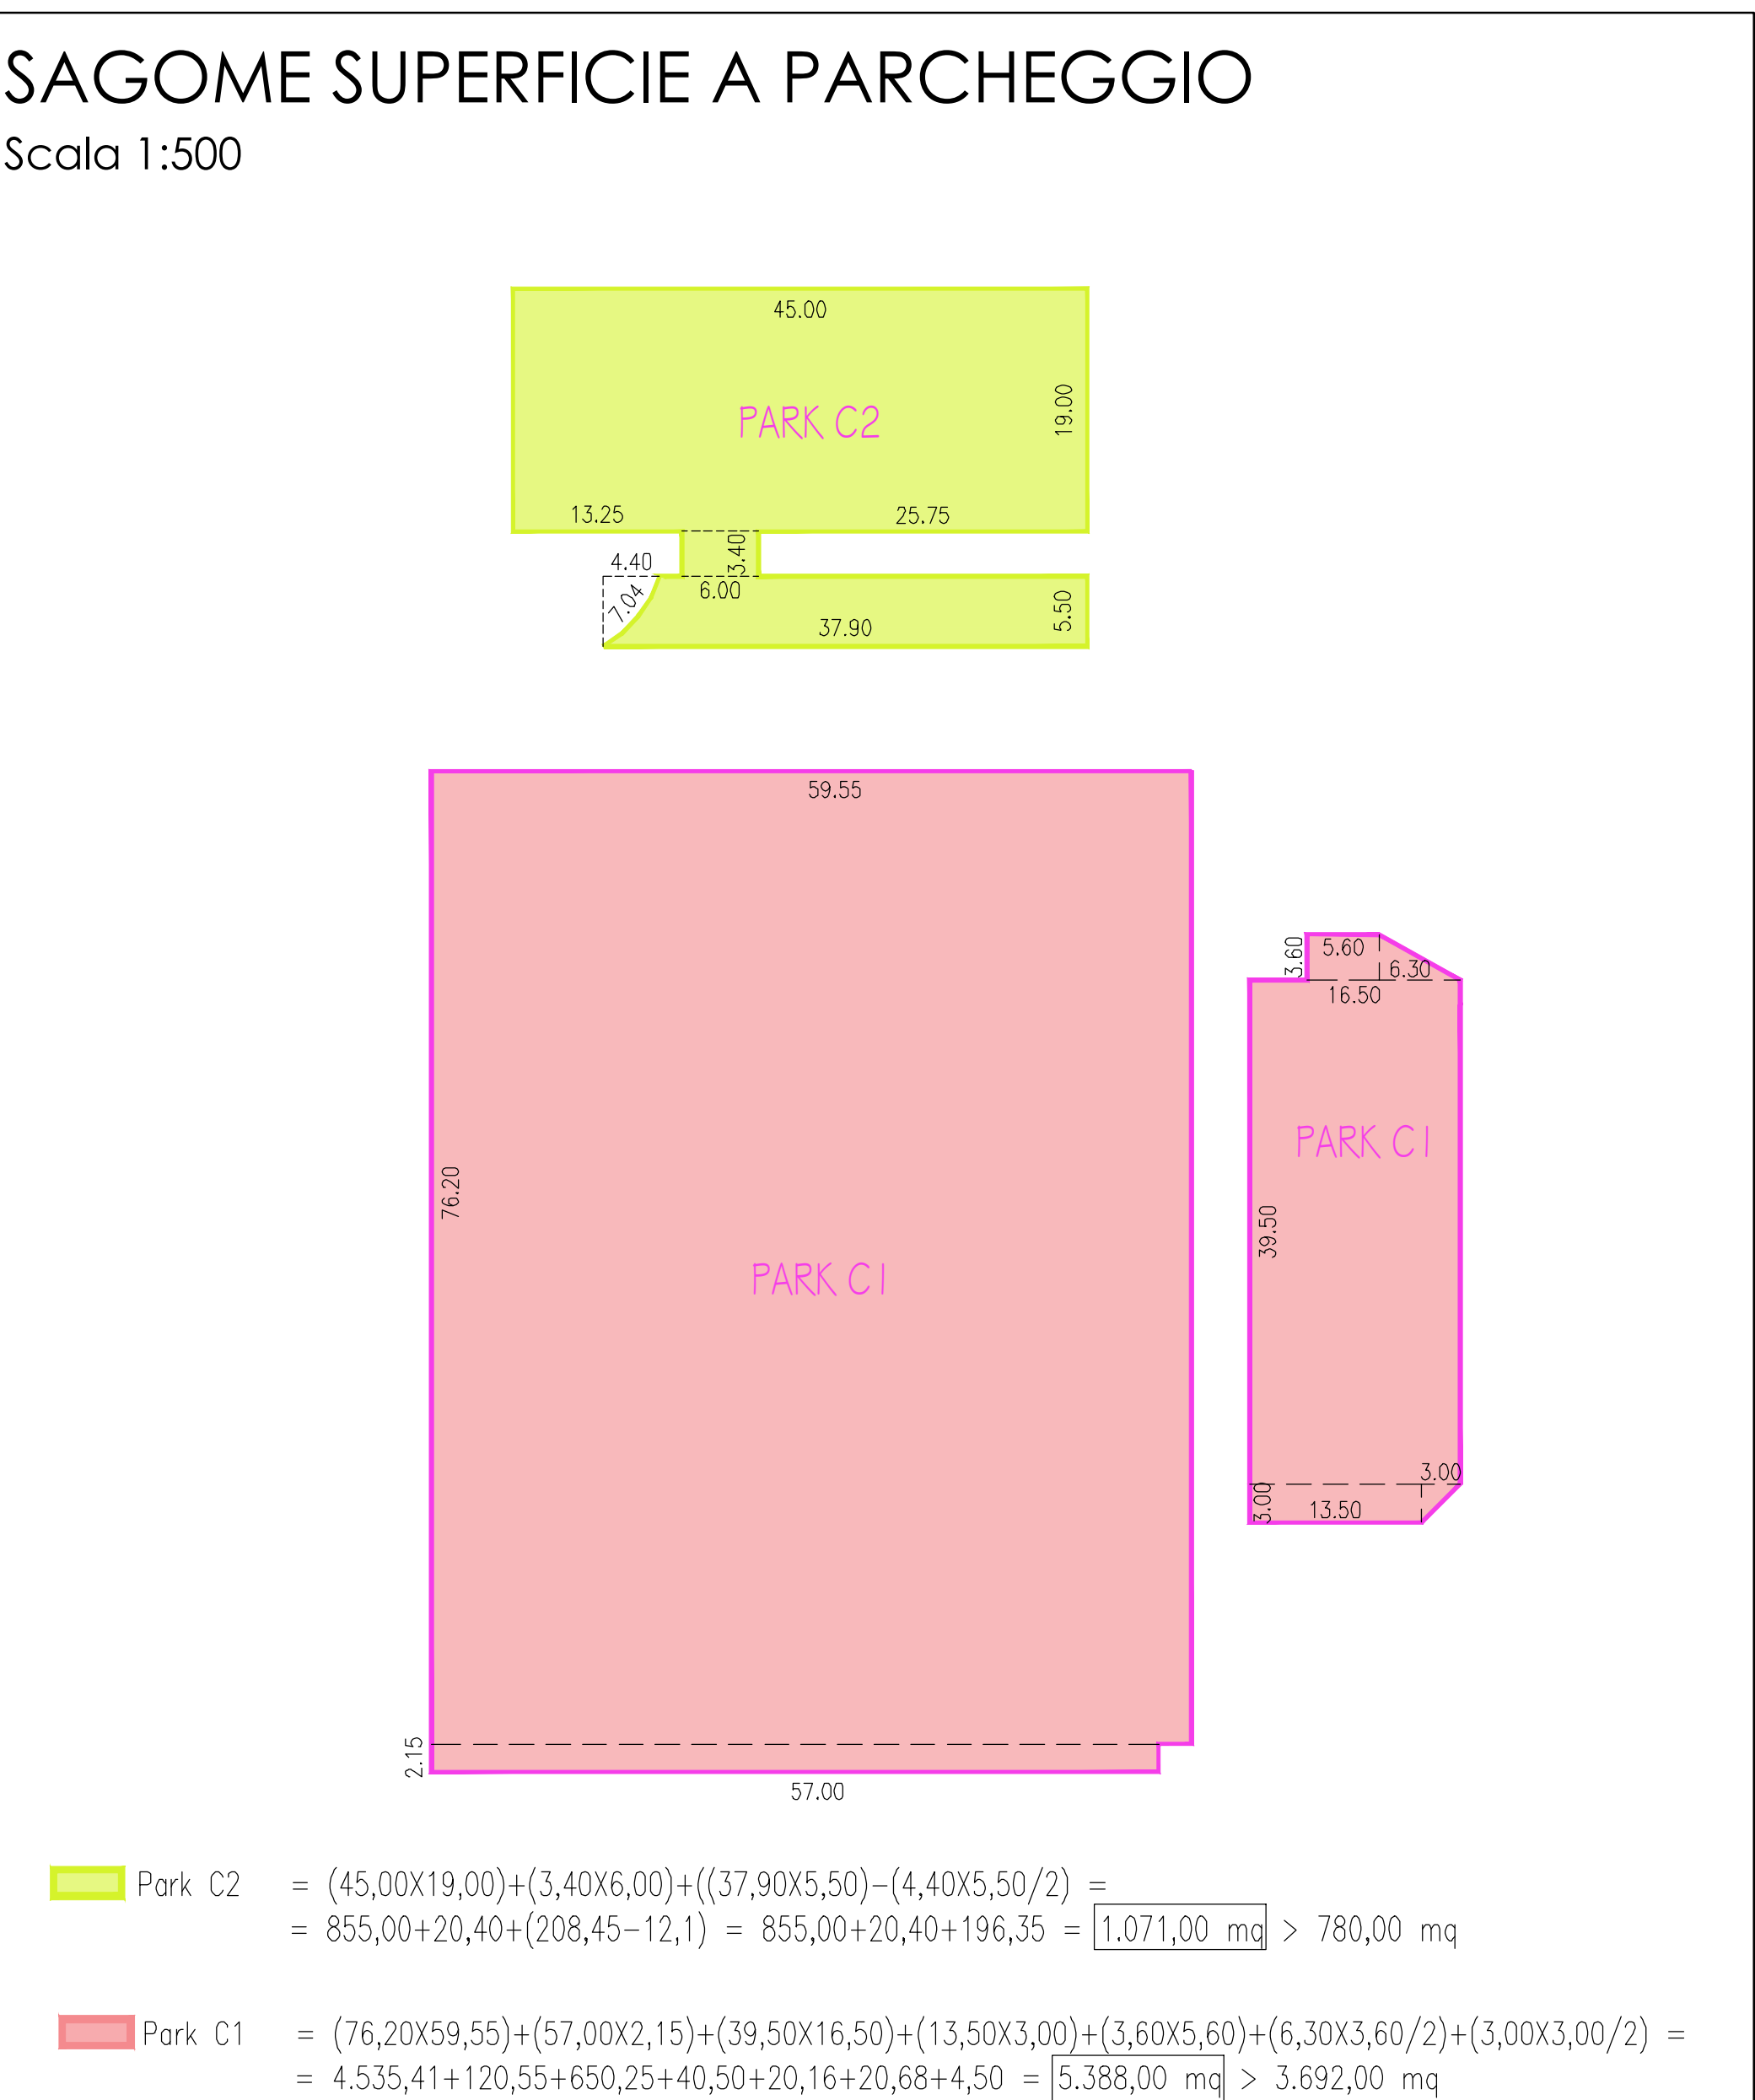 SAGOME SUPERFICIE A PARCHEGGIO
Scala 1:500
45.00
19.00
PARK C2
13.25
25.75
3.40
4.40
6.00
7.04
5.50
37.90
59.55
3.60
5.60
6.30
16.50
PARK C1
76.20
39.50
PARK C1
3.00
3.00
13.50
2.15
57.00
Park C2 = (45,00X19,00)+(3,40X6,00)+((37,90X5,50)-(4,40X5,50/2) =
= 855,00+20,40+(208,45-12,1) = 855,00+20,40+196,35 = 1.071,00 mq > 780,00 mq
Park C1 = (76,20X59,55)+(57,00X2,15)+(39,50X16,50)+(13,50X3,00)+(3,60X5,60)+(6,30X3,60/2)+(3,00X3,00/2) =
= 4.535,41+120,55+650,25+40,50+20,16+20,68+4,50 = 5.388,00 mq > 3.692,00 mq